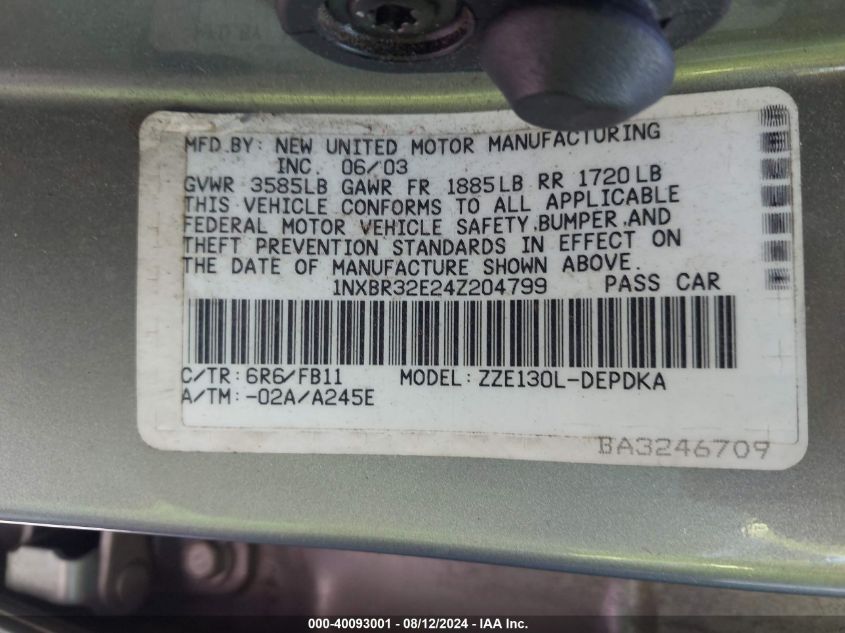 MFD.BY: NEW UNITED MOTOR MANUFACTURING
INC. 06/03
GVWR 3585LB GAWR FR 1885LB RR 1720LB
THIS VEHICLE CONFORMS TO ALL APPLICABLE
FEDERAL MOTOR VEHICLE SAFETY,BUMPER,AND
THEFT PREVENTION STANDARDS IN EFFECT ON
THE DATE OF MANUFACTURE SHOWN ABOVE.
1NXBR32E24Z204799 PASS CAR
C/TR:6R6/FB11 MODEL:ZZE130L-DEPDKA
A/TM:-02A/A245E
BA3246709
000-40093001 - 08/12/2024 - IAA Inc.